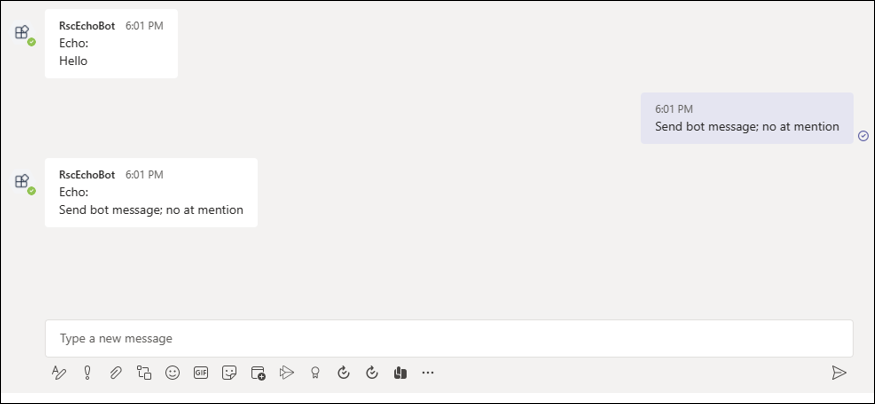 RscEchoBot 6:01 PM
Echo:
Hello
6:01 PM
Send bot message; no at mention
RscEchoBot 6:01 PM
Echo:
Send bot message; no at mention
Type a new message
GIF